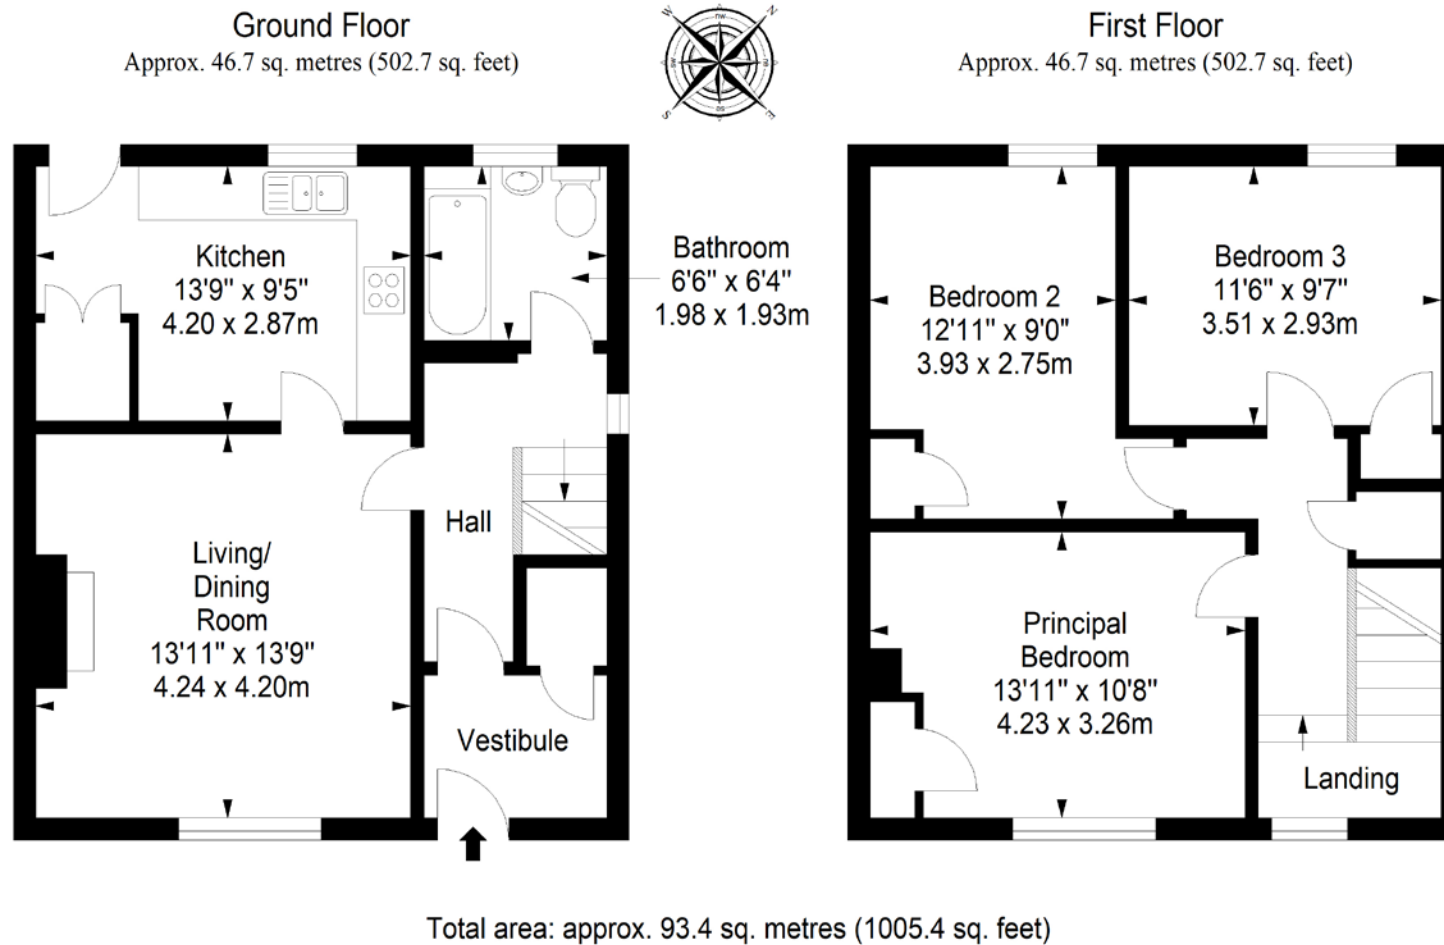 Ground Floor
Approx. 46.7 sq. metres (502.7 sq. feet)
W
NW
N
First Floor
Approx. 46.7 sq. metres (502.7 sq. feet)
S
E
Kitchen
13'9" x 9'5"
4.20 x 2.87m
Bathroom
6'6" x 6'4"
1.98 x 1.93m
Bedroom 2
12'11" x 9'0"
3.93 x 2.75m
Bedroom 3
11'6" x 9'7"
3.51 x 2.93m
Hall
Living/
Dining
Room
13'11" x 13'9"
4.24 x 4.20m
Vestibule
Principal
Bedroom
13'11" x 10'8"
4.23 x 3.26m
Landing
Total area: approx. 93.4 sq. metres (1005.4 sq. feet)